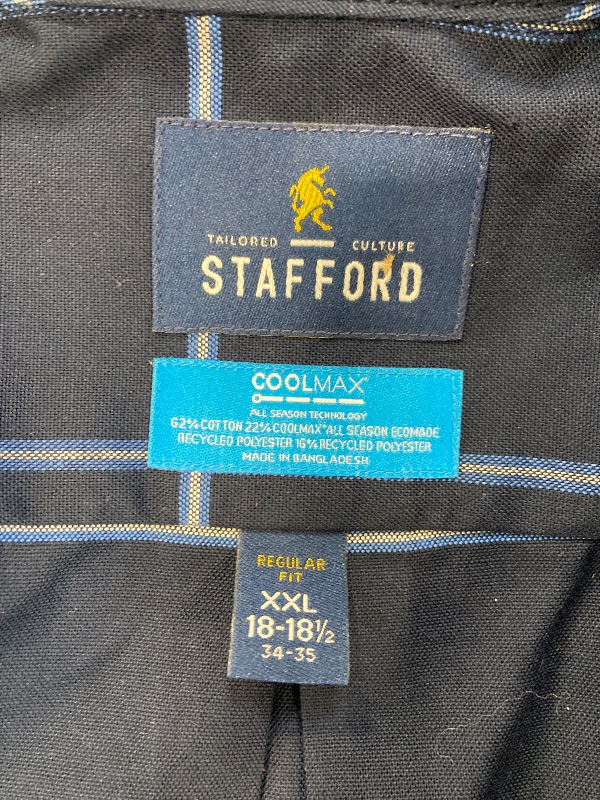 TAILORED CULTURE
STAFFORD
COOLMAX®
ALL SEASON TECHNOLOGY
62% COTTON 22% COOLMAX® ALL SEASON ECOMADE
RECYCLED POLYESTER 16% RECYCLED POLYESTER
MADE IN BANGLADESH
REGULAR
FIT
XXL
18-18½
34-35